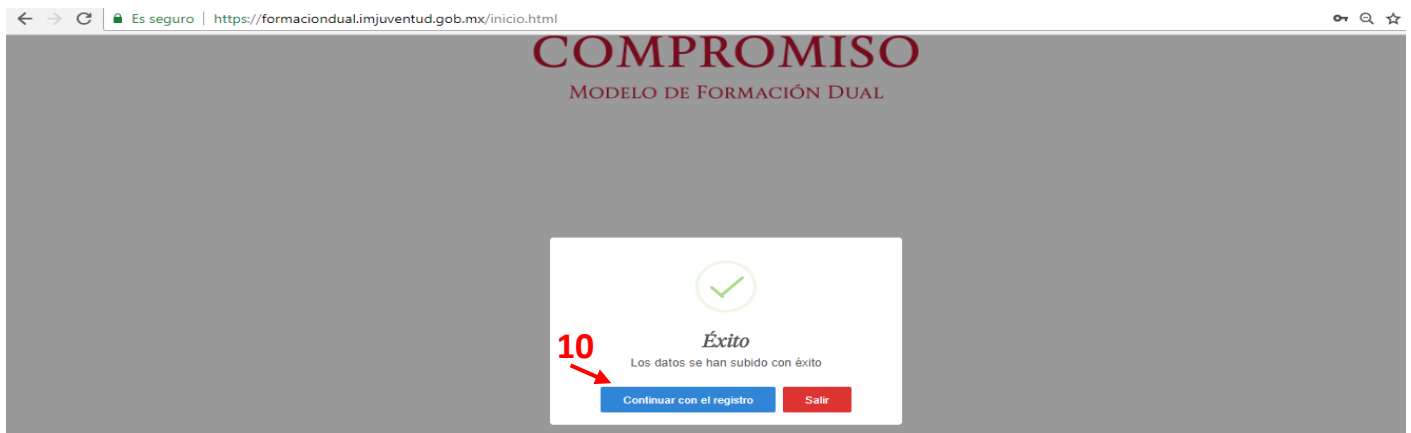 Es seguro | https://formaciondual.imjuventud.gob.mx/inicio.html
COMPROMISO
MODELO DE FORMACIÓN DUAL
Éxito
10
Los datos se han subido con éxito
Continuar con el registro Salir